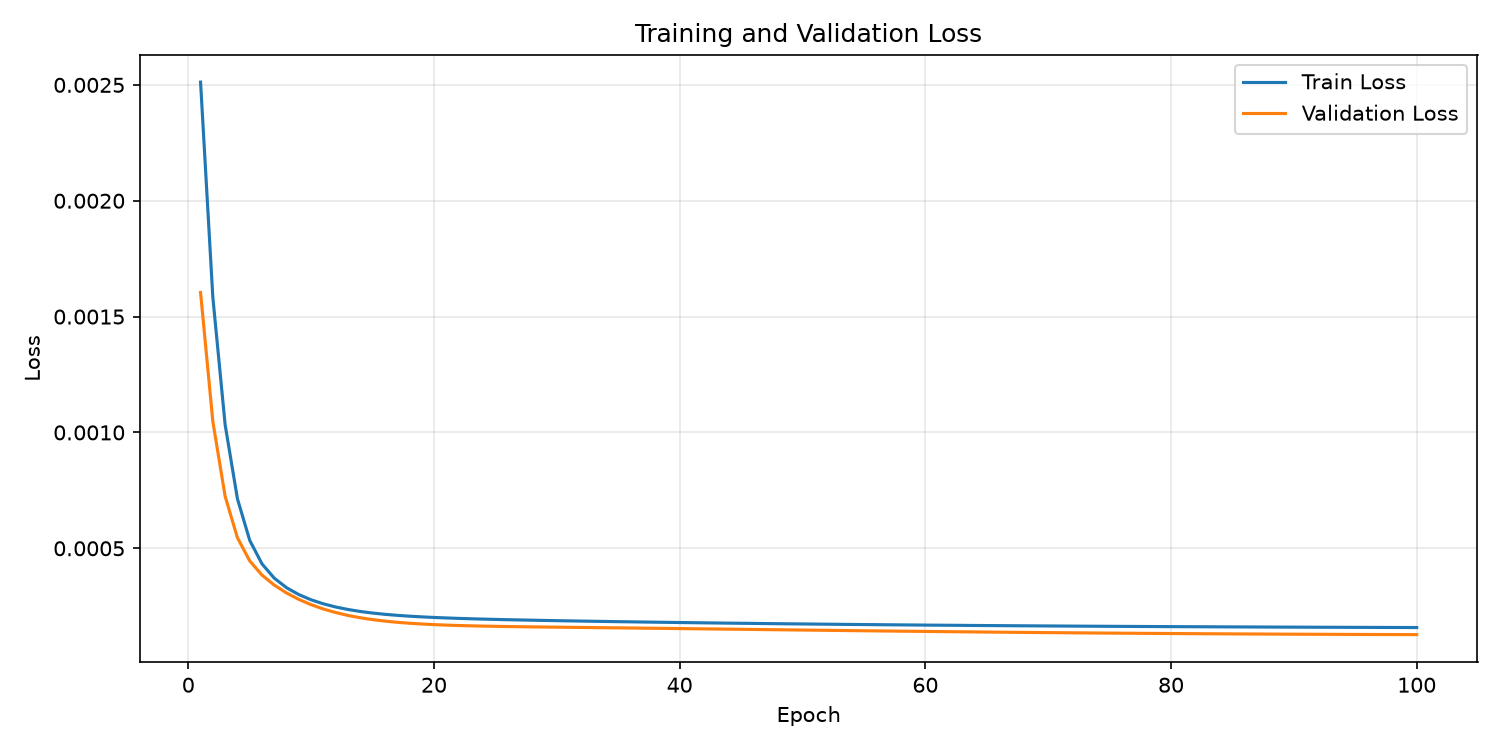 Training and Validation Loss
Train Loss
Validation Loss
0.0025
0.0020
0.0015
0.0010
0.0005
Loss
0 20 40 60 80 100
Epoch